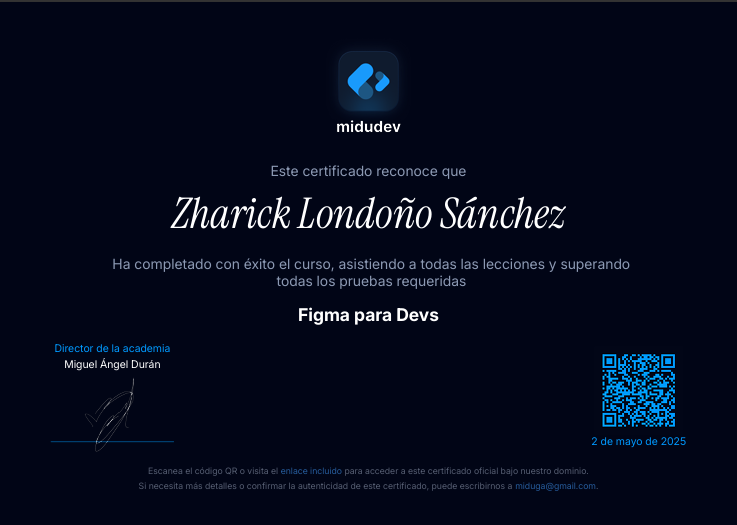 midudev
Este certificado reconoce que
Zharick Londoño Sánchez
Ha completado con éxito el curso, asistiendo a todas las lecciones y superando
todas los pruebas requeridas
Figma para Devs
Director de la academia
Miguel Ángel Durán
2 de mayo de 2025
Escanea el código QR o visita el enlace incluido para acceder a este certificado oficial bajo nuestro dominio.
Si necesita más detalles o confirmar la autenticidad de este certificado, puede escribirnos a miduga@gmail.com.